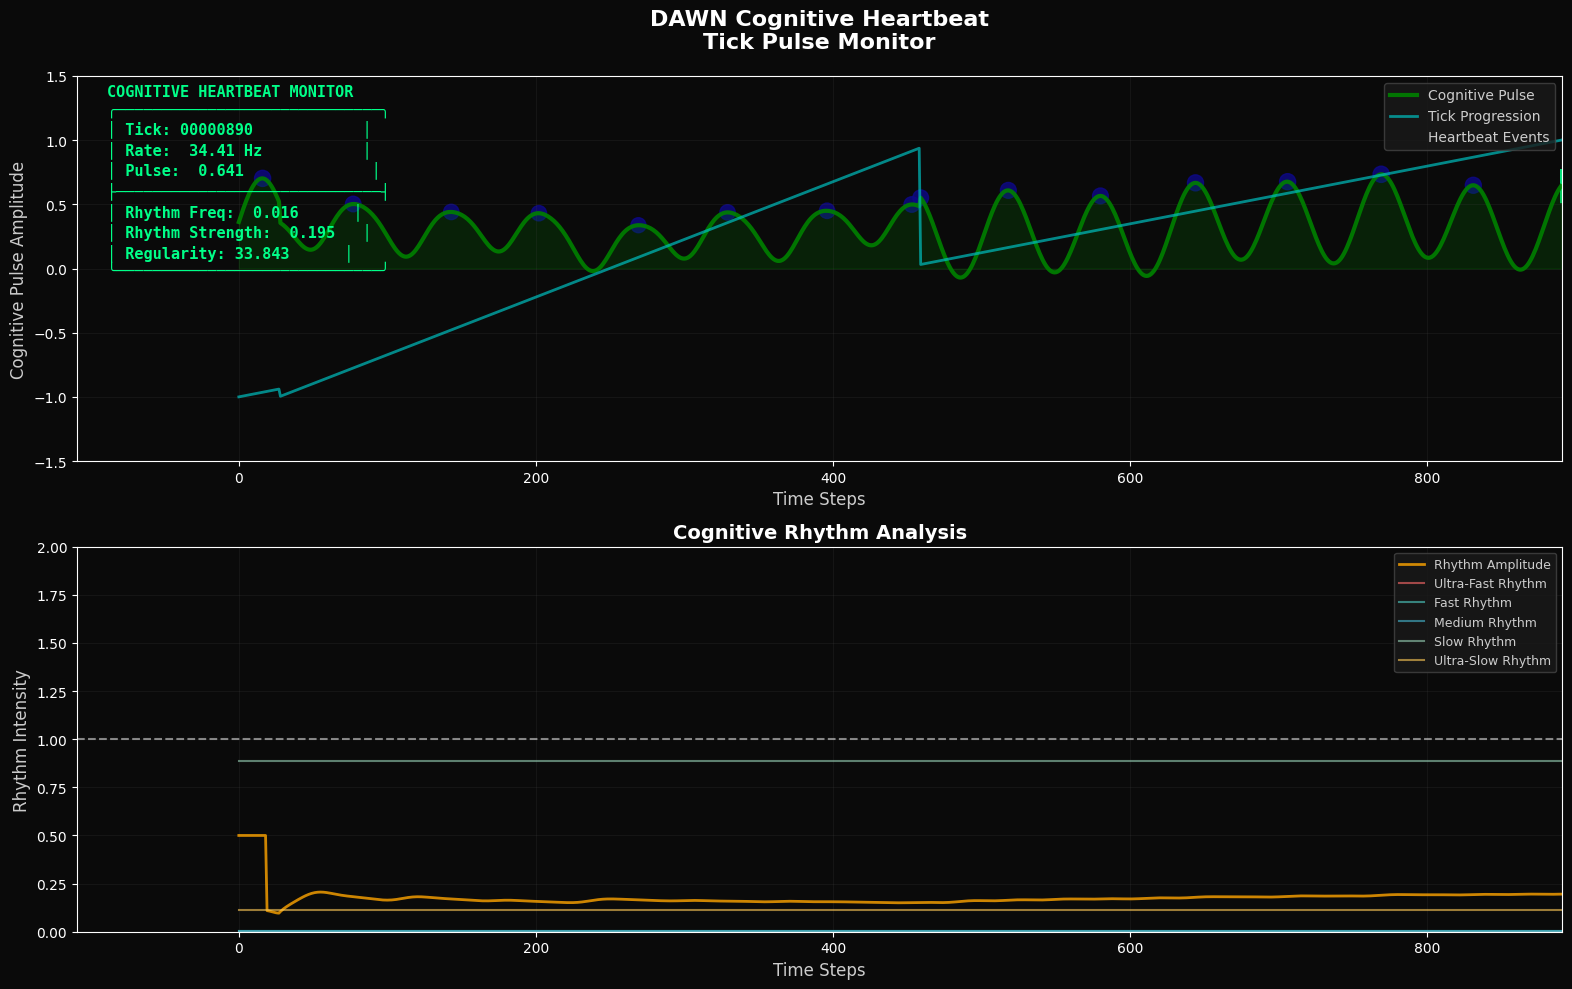 DAWN Cognitive Heartbeat
Tick Pulse Monitor
1.5
1.0
0.5
0.0
−0.5
−1.0
−1.5
Cognitive Pulse Amplitude
COGNITIVE HEARTBEAT MONITOR
Tick: 00000890
Rate:  34.41 Hz
Pulse:  0.641
Rhythm Freq:  0.016
Rhythm Strength:  0.195
Regularity: 33.843
Cognitive Pulse
Tick Progression
Heartbeat Events
0 200 400 600 800
Time Steps
Cognitive Rhythm Analysis
2.00
1.75
1.50
1.25
1.00
0.75
0.50
0.25
0.00
Rhythm Intensity
Rhythm Amplitude
Ultra-Fast Rhythm
Fast Rhythm
Medium Rhythm
Slow Rhythm
Ultra-Slow Rhythm
0 200 400 600 800
Time Steps